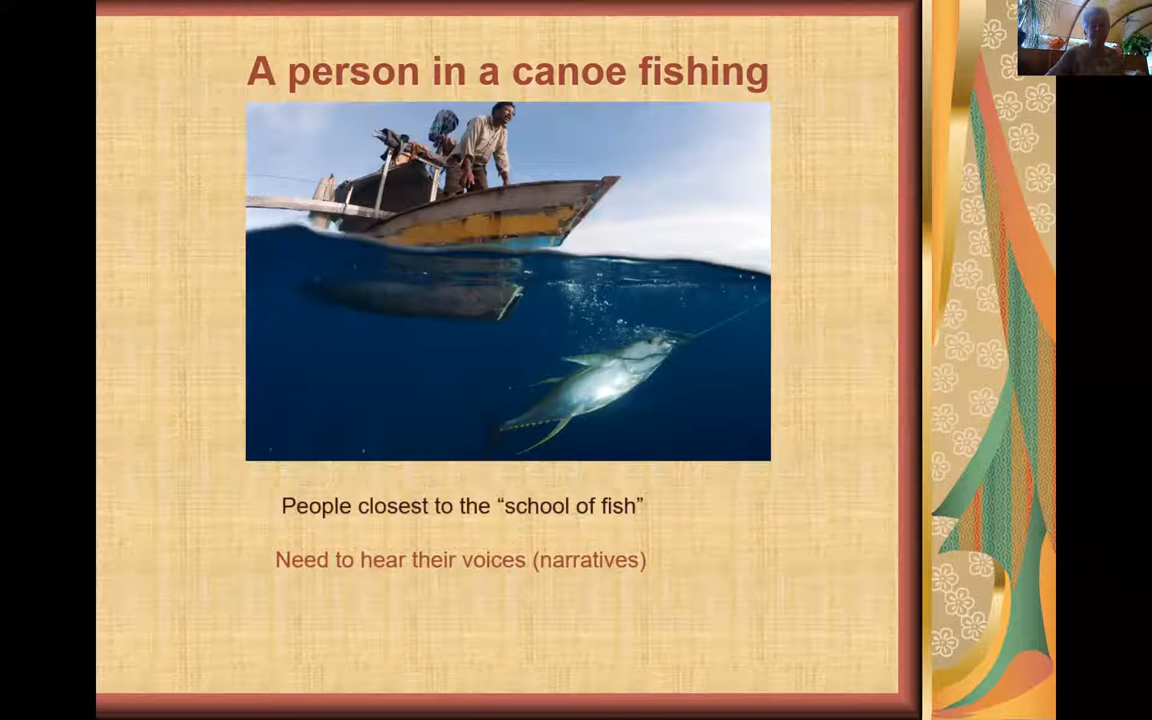 A person in a canoe fishing
People closest to the “school of fish”
Need to hear their voices (narratives)